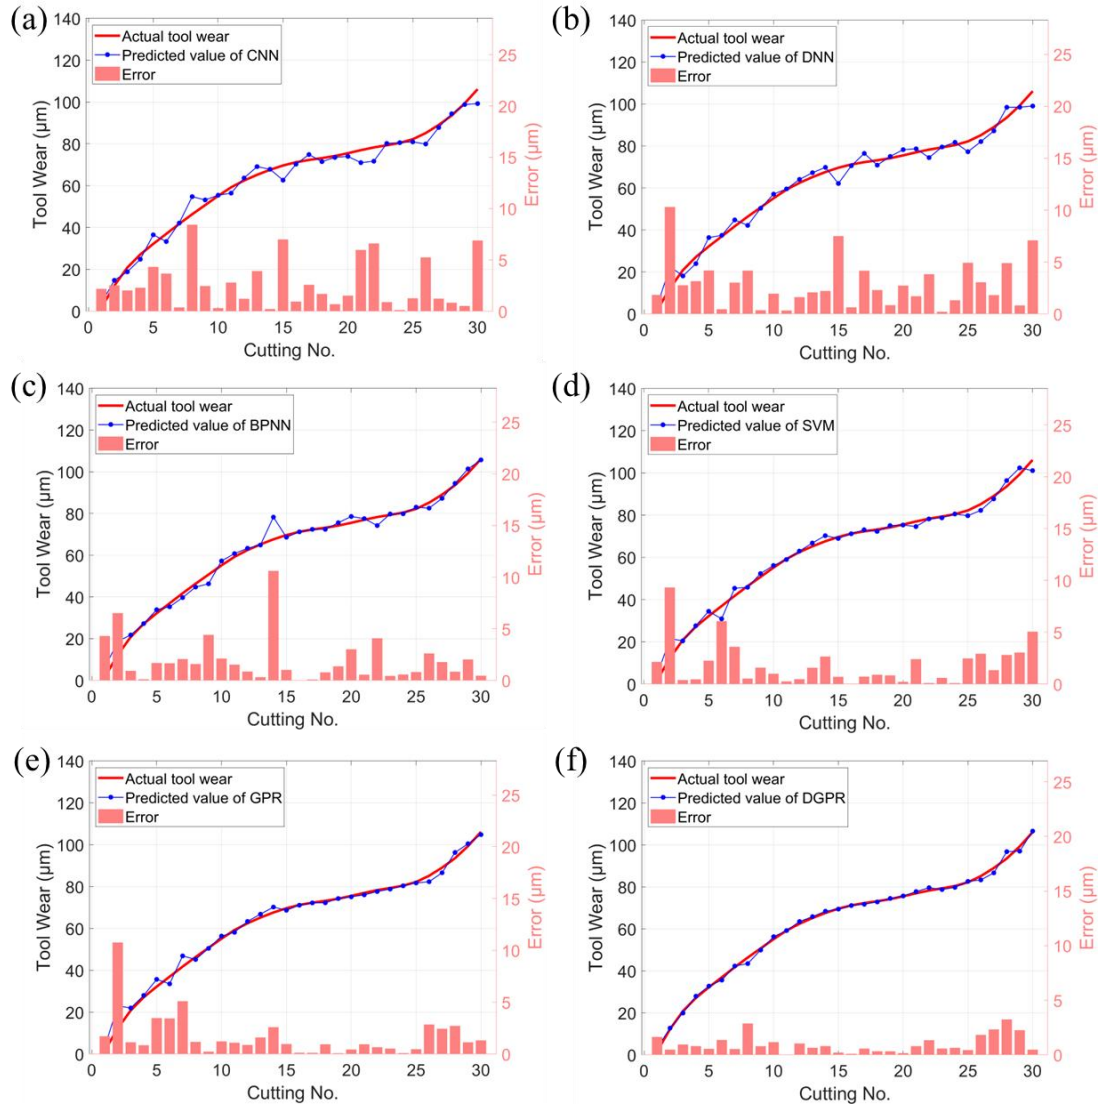 (a)
140
120
100
80
60
40
20
0
Tool Wear (μm)
Actual tool wear
Predicted value of CNN
Error
25
20
15
10
5
0
Error (μm)
0 5 10 15 20 25 30
Cutting No.
(b)
140
120
100
80
60
40
20
0
Tool Wear (μm)
Actual tool wear
Predicted value of DNN
Error
25
20
15
10
5
0
Error (μm)
0 5 10 15 20 25 30
Cutting No.
(c)
140
120
100
80
60
40
20
0
Tool Wear (μm)
Actual tool wear
Predicted value of BPNN
Error
25
20
15
10
5
0
Error (μm)
0 5 10 15 20 25 30
Cutting No.
(d)
140
120
100
80
60
40
20
0
Tool Wear (μm)
Actual tool wear
Predicted value of SVM
Error
25
20
15
10
5
0
Error (μm)
0 5 10 15 20 25 30
Cutting No.
(e)
140
120
100
80
60
40
20
0
Tool Wear (μm)
Actual tool wear
Predicted value of GPR
Error
25
20
15
10
5
0
Error (μm)
0 5 10 15 20 25 30
Cutting No.
(f)
140
120
100
80
60
40
20
0
Tool Wear (μm)
Actual tool wear
Predicted value of DGPR
Error
25
20
15
10
5
0
Error (μm)
0 5 10 15 20 25 30
Cutting No.